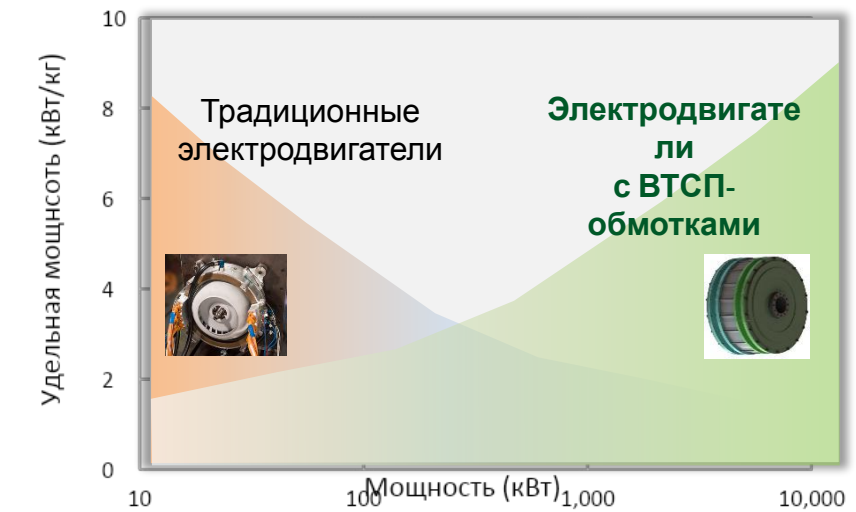 10
Удельная мощнсоть (кВт/кг)
8
Традиционные
электродвигатели
Электродвигате
ли
с ВТСП-
обмотками
6
4
2
0
10
100
Мощность (кВт)
1,000
10,000